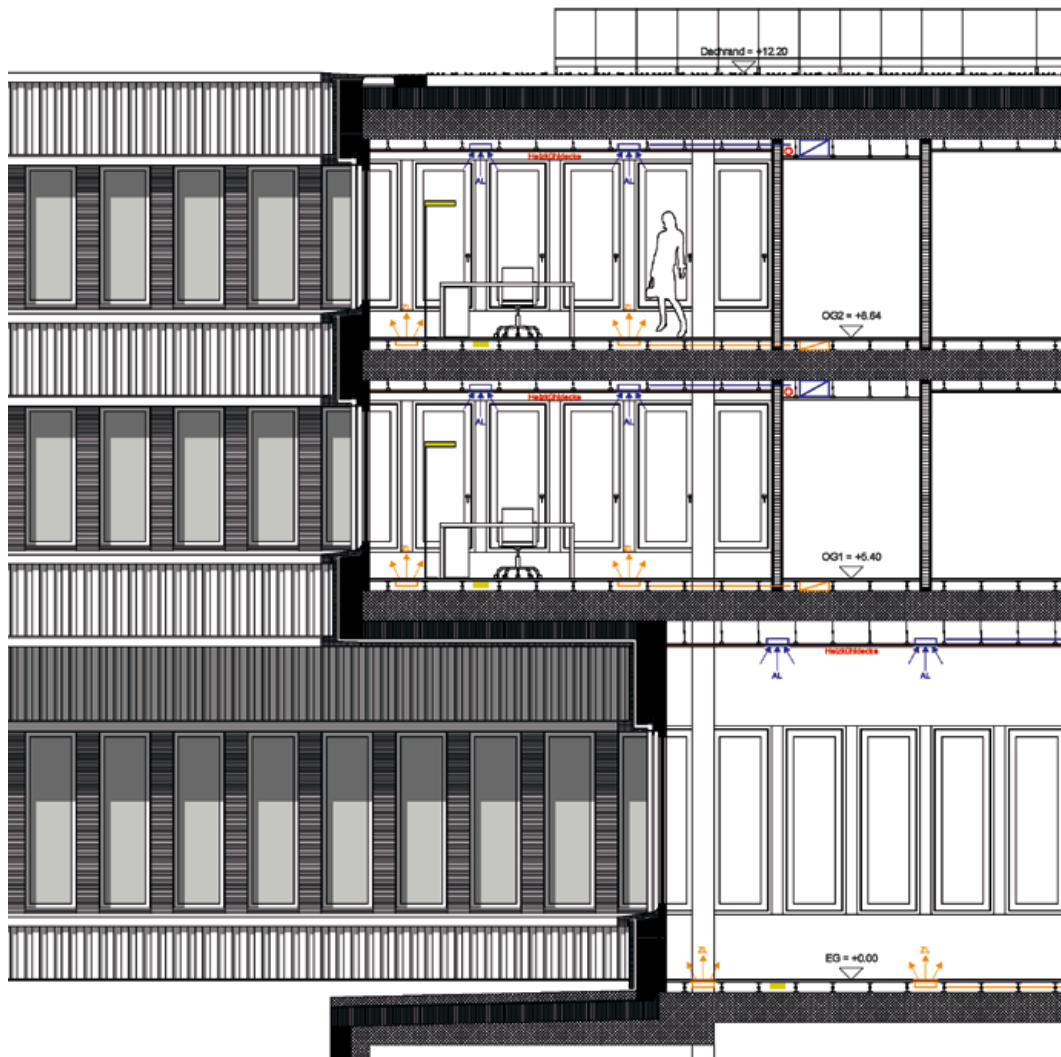 Dachrand = +12.20
Heizkühldecke
AL
AL
ZL
ZL
OG2 = +8.64
Heizkühldecke
AL
AL
ZL
ZL
OG1 = +5.40
Heizkühldecke
AL
AL
ZL
ZL
EG = +0.00